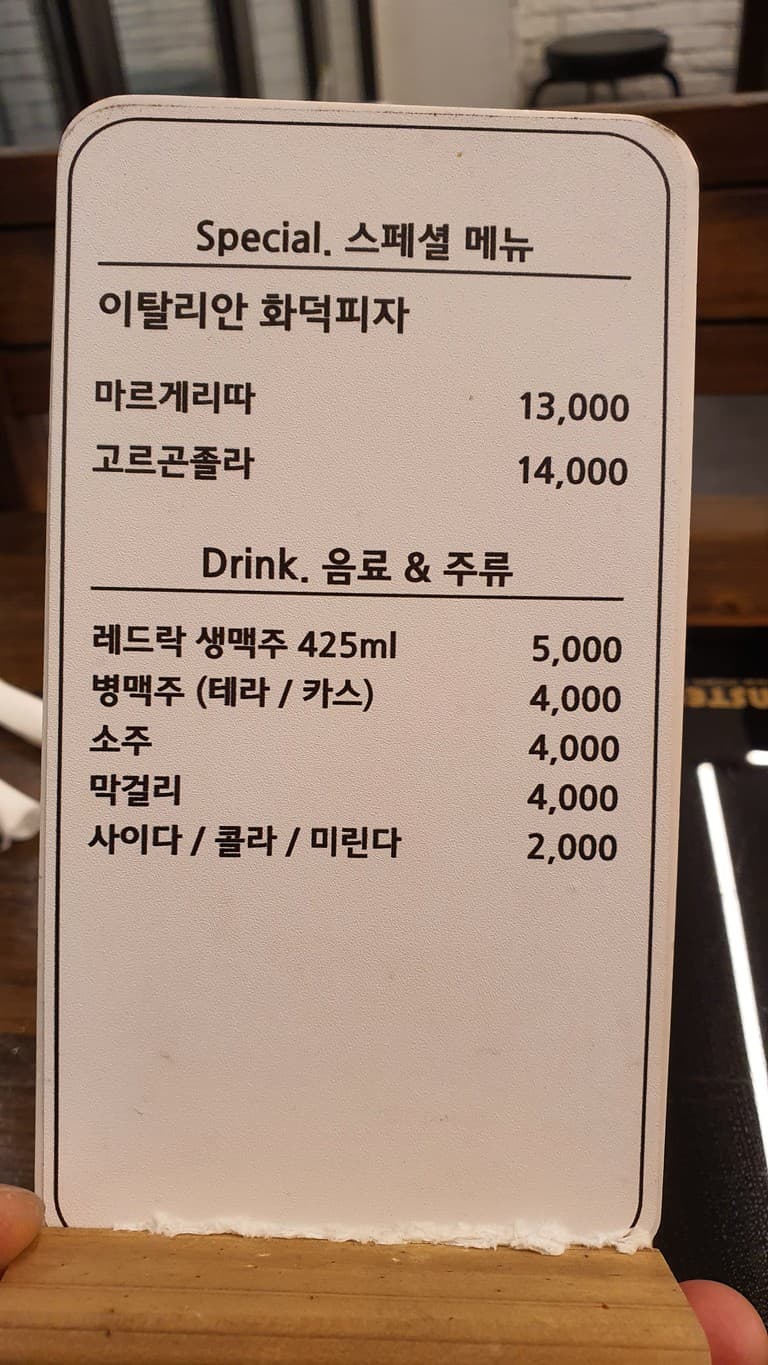 Special. 스페셜 메뉴
이탈리안 화덕피자
마르게리따 13,000
고르곤졸라 14,000
Drink. 음료 & 주류
레드락 생맥주 425ml 5,000
병맥주 (테라 / 카스) 4,000
소주 4,000
막걸리 4,000
사이다 / 콜라 / 미린다 2,000